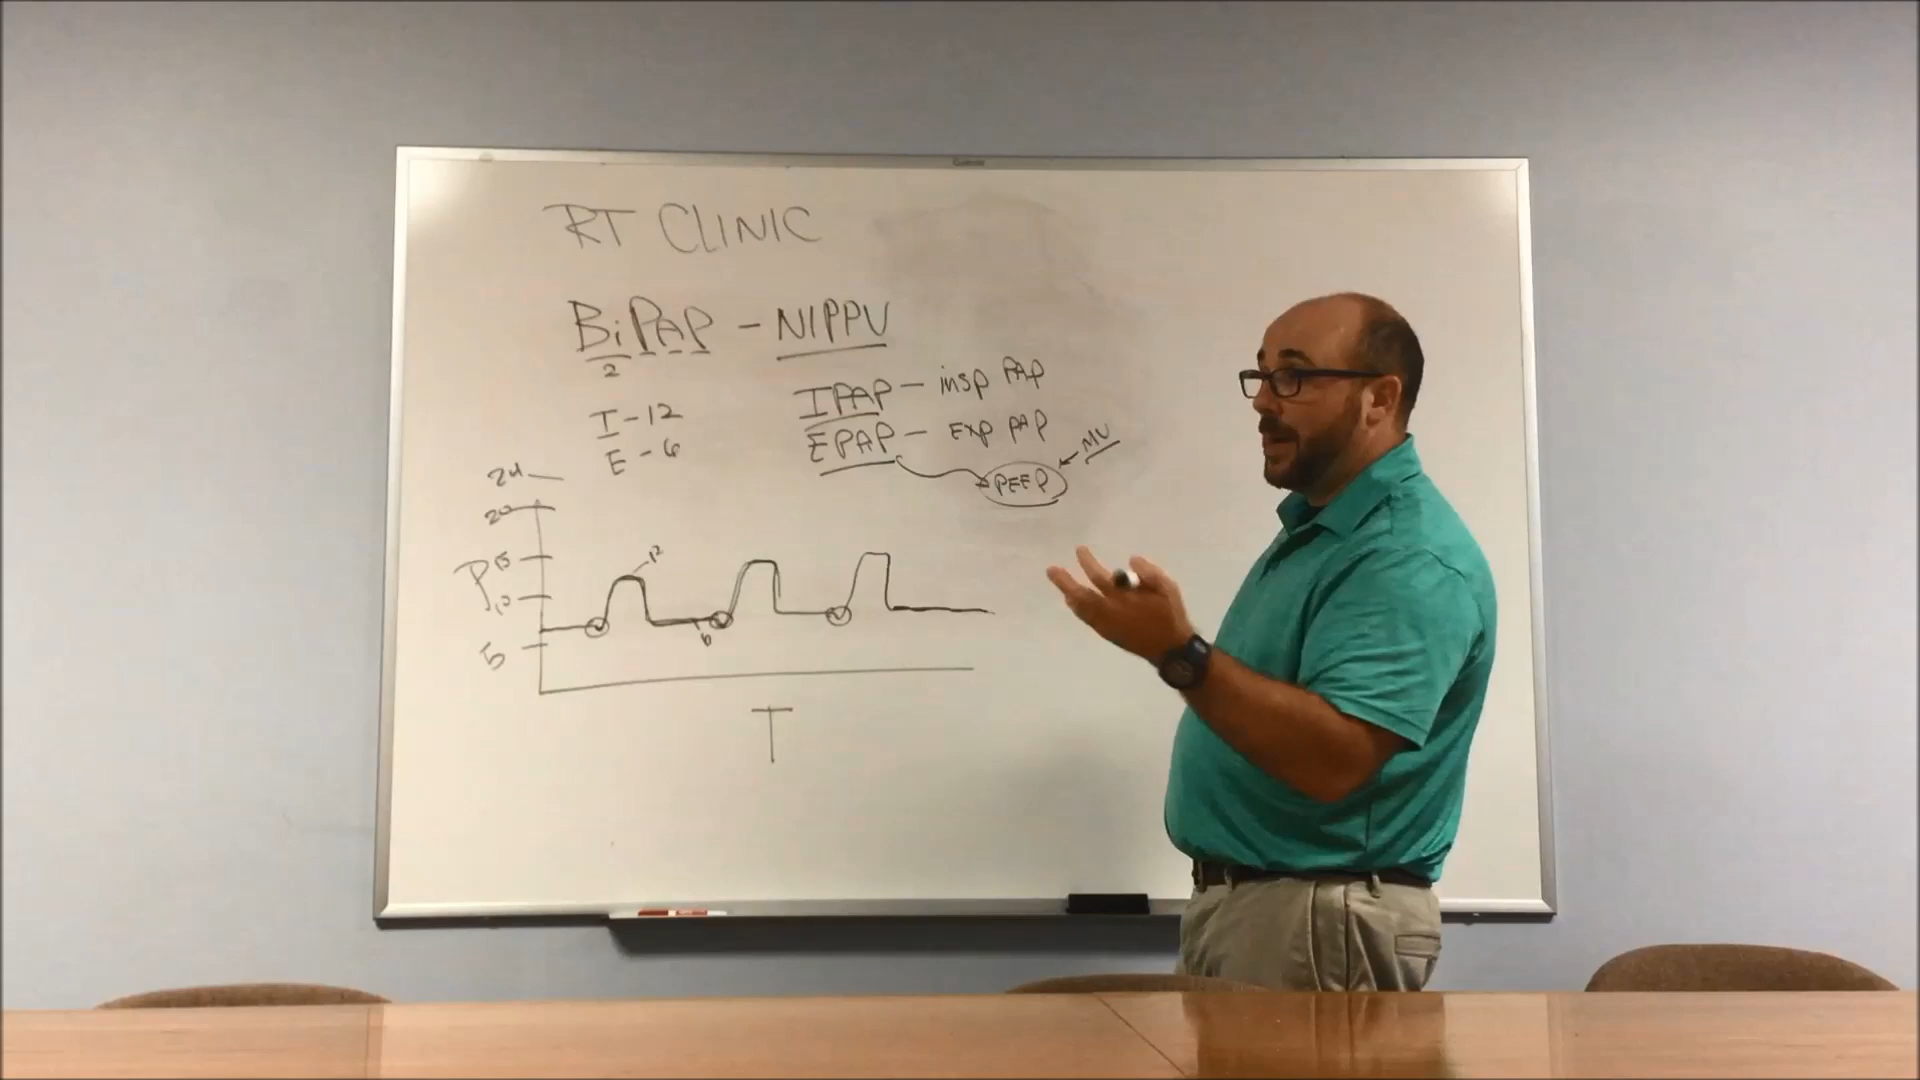 RT CLINIC
BiPAP - NIPPV
2
IPAP - insp PAP
I - 12
EPAP - EXP PAP
E - 6
MV
PEEP
24
20
15
P
10
5
12
6
T